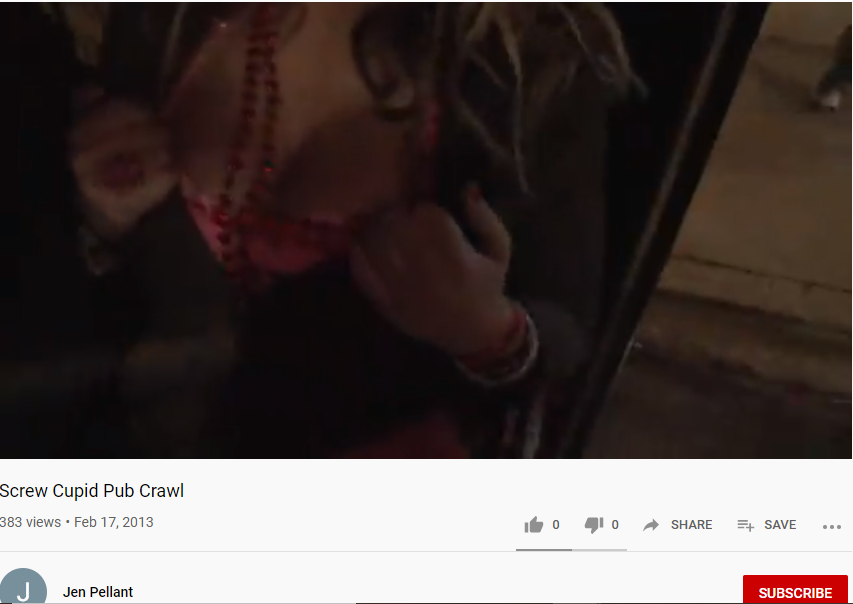 Screw Cupid Pub Crawl
383 views • Feb 17, 2013
0 0 SHARE SAVE
J Jen Pellant
SUBSCRIBE